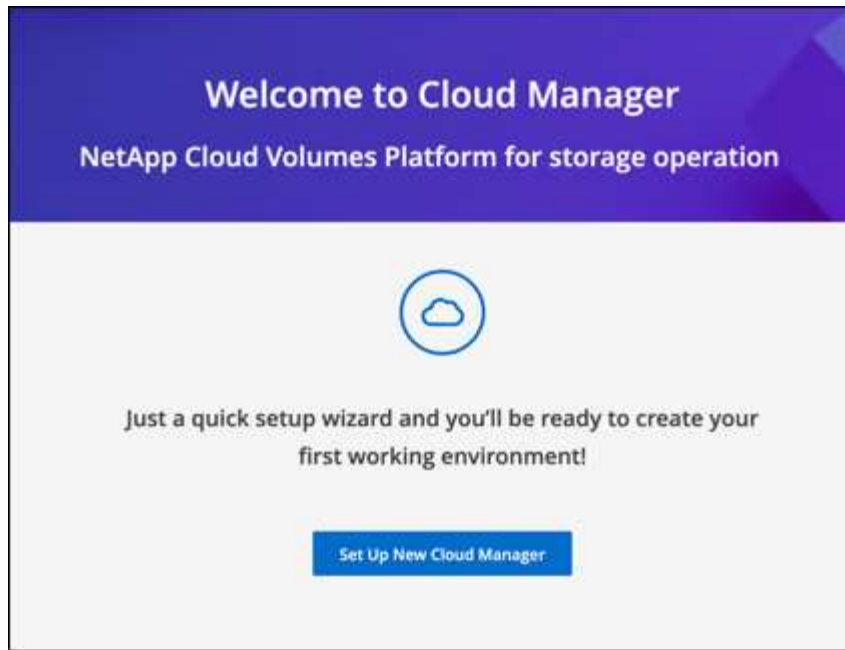 Welcome to Cloud Manager
NetApp Cloud Volumes Platform for storage operation
Just a quick setup wizard and you'll be ready to create your
first working environment!
Set Up New Cloud Manager